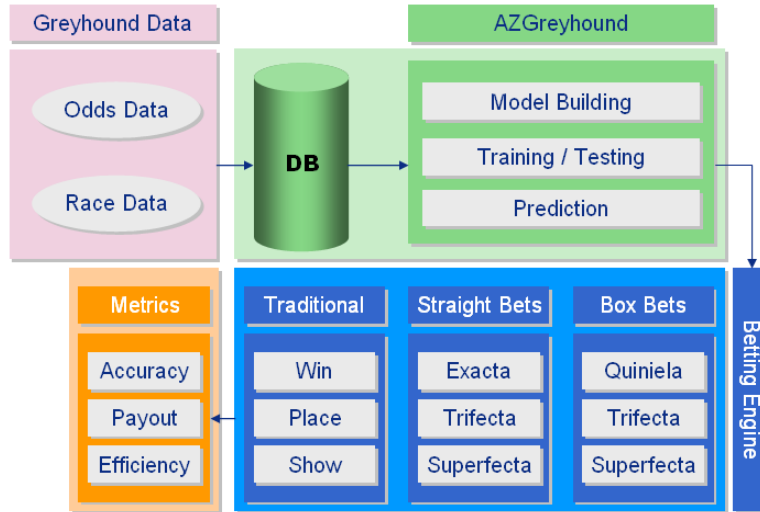 Greyhound Data
AZGreyhound
Odds Data
Race Data
DB
Model Building
Training / Testing
Prediction
Betting Engine
Metrics
Accuracy
Payout
Efficiency
Traditional
Win
Place
Show
Straight Bets
Exacta
Trifecta
Superfecta
Box Bets
Quiniela
Trifecta
Superfecta